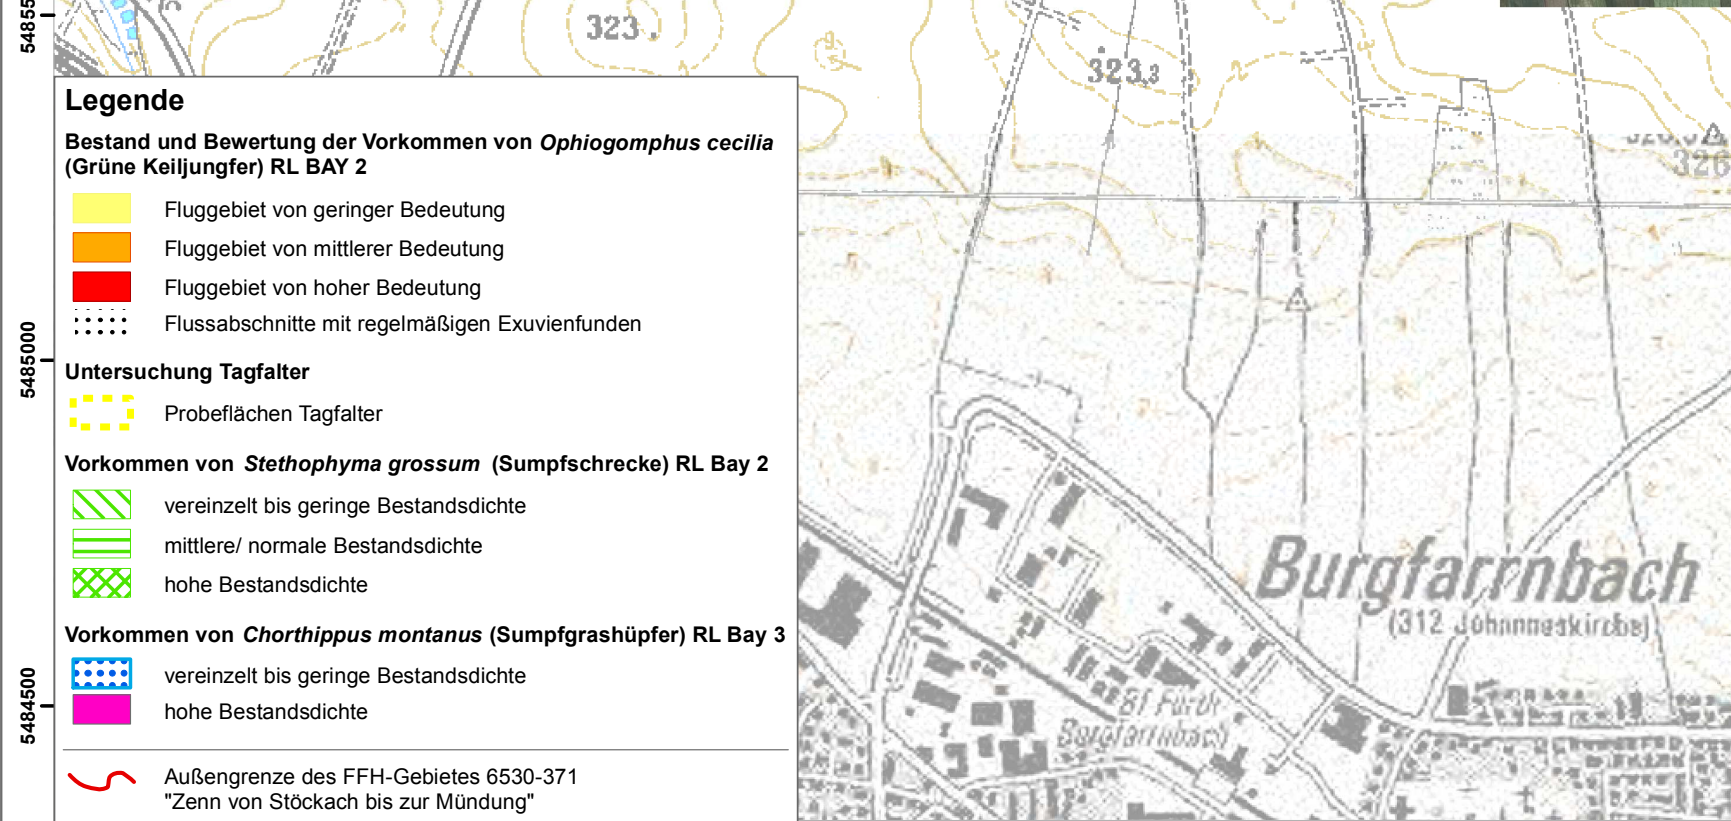 54855
323.
323,3
326
Legende
Bestand und Bewertung der Vorkommen von Ophiogomphus cecilia
(Grüne Keiljungfer) RL BAY 2
Fluggebiet von geringer Bedeutung
Fluggebiet von mittlerer Bedeutung
Fluggebiet von hoher Bedeutung
Flussabschnitte mit regelmäßigen Exuvienfunden
5485000
Untersuchung Tagfalter
Probeflächen Tagfalter
Vorkommen von Stethophyma grossum (Sumpfschrecke) RL Bay 2
vereinzelt bis geringe Bestandsdichte
mittlere/ normale Bestandsdichte
hohe Bestandsdichte
Vorkommen von Chorthippus montanus (Sumpfgrashüpfer) RL Bay 3
vereinzelt bis geringe Bestandsdichte
hohe Bestandsdichte
5484500
Außengrenze des FFH-Gebietes 6530-371
"Zenn von Stöckach bis zur Mündung"
Burgfarrnbach
(312 Johanneskirche)
Bf Fürth
Burgfarrnbach